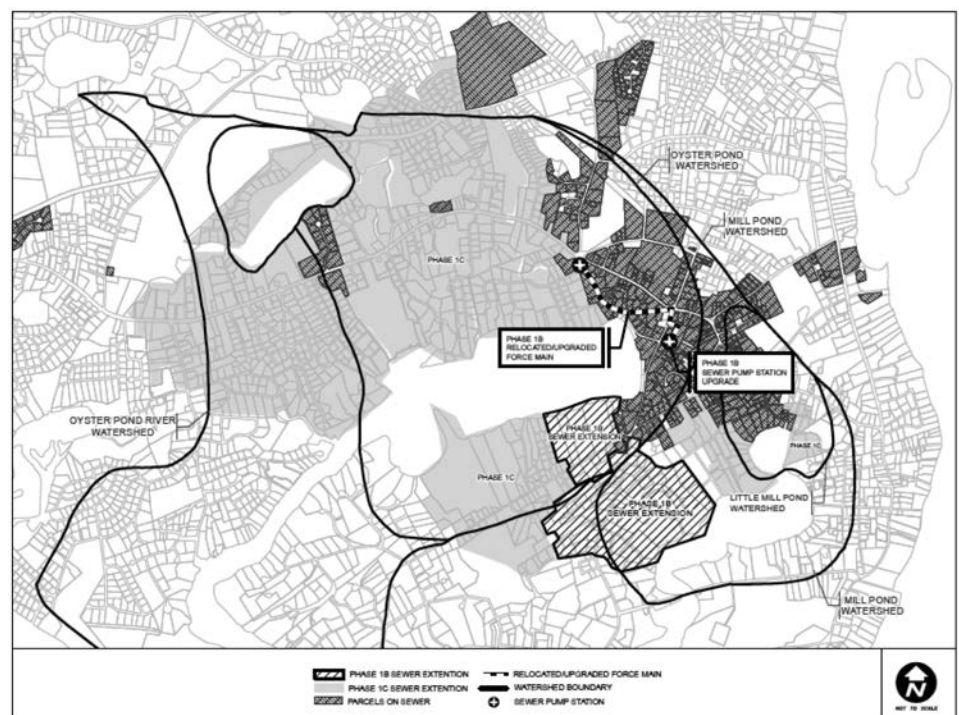 OYSTER POND
WATERSHED
MILL POND
WATERSHED
PHASE 1C
PHASE 1B
RELOCATED/UPGRADED
FORCE MAIN
PHASE 1B
SEWER PUMP STATION
UPGRADE
OYSTER POND RIVER
WATERSHED
PHASE 1B
SEWER EXTENSION
PHASE 1C
PHASE 1C
LITTLE MILL POND
WATERSHED
PHASE 1B
SEWER EXTENSION
MILL POND
WATERSHED
PHASE 1B SEWER EXTENTION
PHASE 1C SEWER EXTENSION
PARCELS ON SEWER
RELOCATED/UPGRADED FORCE MAIN
WATERSHED BOUNDARY
SEWER PUMP STATION
N
NOT TO SCALE